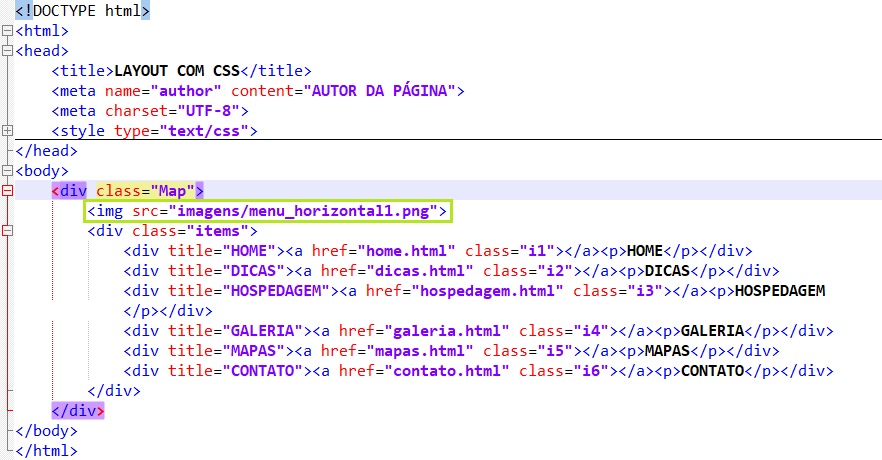 <!DOCTYPE html>
<html>
<head>
<title>LAYOUT COM CSS</title>
<meta name="author" content="AUTOR DA PÁGINA">
<meta charset="UTF-8">
<style type="text/css">
</head>
<body>
<div class="Map">
<img src="imagens/menu_horizontal1.png">
<div class="items">
<div title="HOME"><a href="home.html" class="i1"></a><p>HOME</p></div>
<div title="DICAS"><a href="dicas.html" class="i2"></a><p>DICAS</p></div>
<div title="HOSPEDAGEM"><a href="hospedagem.html" class="i3"></a><p>HOSPEDAGEM
</p></div>
<div title="GALERIA"><a href="galeria.html" class="i4"></a><p>GALERIA</p></div>
<div title="MAPAS"><a href="mapas.html" class="i5"></a><p>MAPAS</p></div>
<div title="CONTATO"><a href="contato.html" class="i6"></a><p>CONTATO</p></div>
</div>
</div>
</body>
</html>